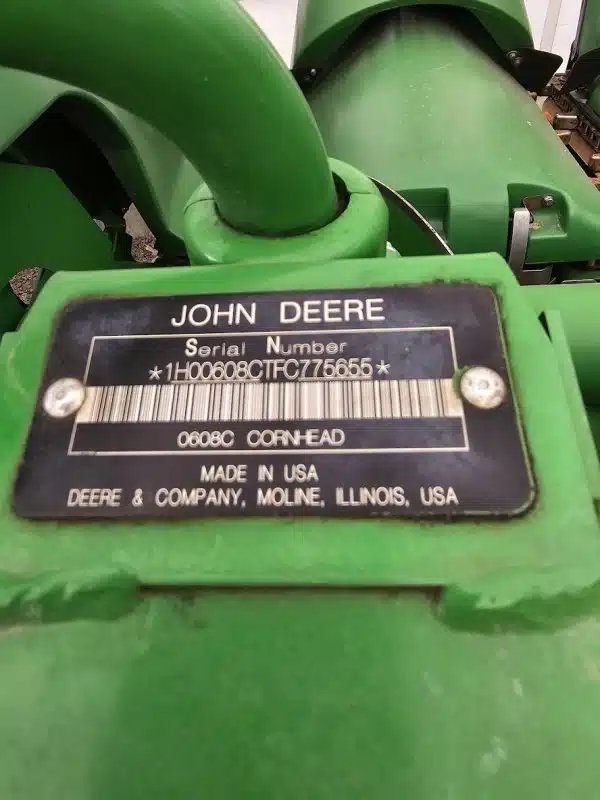 JOHN DEERE
Serial Number
*1H00608CTFC775655*
0608C CORNHEAD
MADE IN USA
DEERE & COMPANY, MOLINE, ILLINOIS, USA